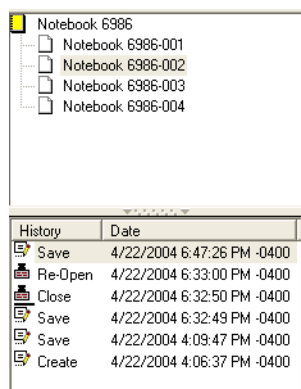 Notebook 6986
Notebook 6986-001
Notebook 6986-002
Notebook 6986-003
Notebook 6986-004
History Date
Save 4/22/2004 6:47:26 PM -0400
Re-Open 4/22/2004 6:33:00 PM -0400
Close 4/22/2004 6:32:50 PM -0400
Save 4/22/2004 6:32:49 PM -0400
Save 4/22/2004 4:09:47 PM -0400
Create 4/22/2004 4:06:37 PM -0400